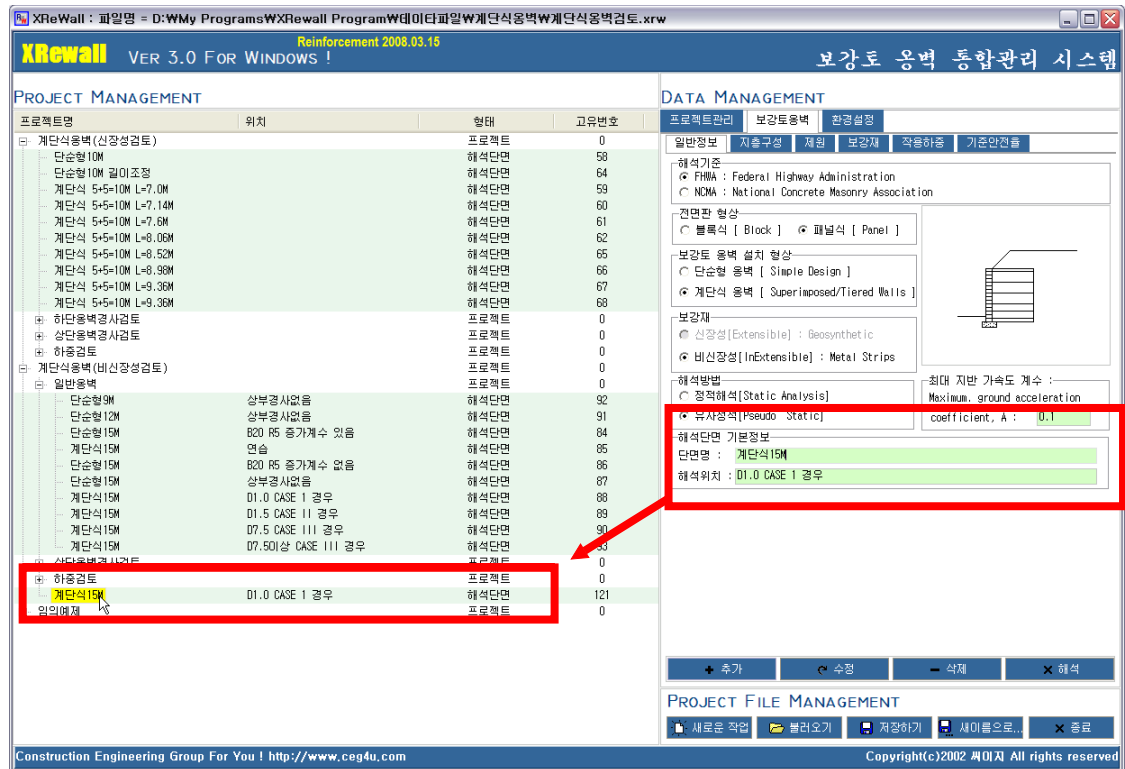 XReWall : 파일명 = D:₩My Programs₩XRewall Program₩데이타파일₩계단식옹벽₩계단식옹벽검토.xrw
Reinforcement 2008.03.15
XRewall VER 3.0 FOR WINDOWS !
보강토 옹벽 통합관리 시스템
PROJECT MANAGEMENT
프로젝트명 위치 형태 고유번호
계단식옹벽(신장성검토) 프로젝트 0
단순형10M 해석단면 58
단순형10M 길이조정 해석단면 64
계단식 5+5=10M L=7.0M 해석단면 59
계단식 5+5=10M L=7.14M 해석단면 60
계단식 5+5=10M L=7.6M 해석단면 61
계단식 5+5=10M L=8.06M 해석단면 62
계단식 5+5=10M L=8.52M 해석단면 65
계단식 5+5=10M L=8.98M 해석단면 66
계단식 5+5=10M L=9.36M 해석단면 67
계단식 5+5=10M L=9.36M 해석단면 68
하단옹벽경사검토 프로젝트 0
상단옹벽경사검토 프로젝트 0
하중검토 프로젝트 0
계단식옹벽(비신장성검토) 프로젝트 0
일반옹벽 프로젝트 0
단순형9M 상부경사없음 해석단면 92
단순형12M 상부경사없음 해석단면 91
단순형15M B20 R5 증가계수 있음 해석단면 84
계단식15M 연습 해석단면 85
단순형15M B20 R5 증가계수 없음 해석단면 86
단순형15M 상부경사없음 해석단면 87
계단식15M D1.0 CASE 1 경우 해석단면 88
계단식15M D1.5 CASE II 경우 해석단면 89
계단식15M D7.5 CASE III 경우 해석단면 90
계단식15M D7.5이상 CASE III 경우 해석단면 93
상단옹벽경사검토 프로젝트 0
하중검토 프로젝트 0
계단식15M D1.0 CASE 1 경우 해석단면 121
임의예제 프로젝트 0
DATA MANAGEMENT
프로젝트관리 보강토옹벽 환경설정
일반정보 지층구성 제원 보강재 작용하중 기준안전율
해석기준
FHWA : Federal Highway Administration
NCMA : National Concrete Masonry Association
전면판 형상
블록식 [ Block ] 패널식 [ Panel ]
보강토 옹벽 설치 형상
단순형 옹벽 [ Simple Design ]
계단식 옹벽 [ Superimposed/Tiered Walls ]
보강재
신장성[Extensible] : Geosynthetic
비신장성[InExtensible] : Metal Strips
해석방법
정적해석[Static Analysis]
유사정적[Pseudo Static]
최대 지반 가속도 계수 :
Maximum. ground acceleration
coefficient, A : 0.1
해석단면 기본정보
단면명 : 계단식15M
해석위치 : D1.0 CASE 1 경우
추가 수정 삭제 해석
PROJECT FILE MANAGEMENT
새로운 작업 불러오기 저장하기 새이름으로... 종료
Construction Engineering Group For You ! http://www.ceg4u.com
Copyright(c)2002 씨이지 All rights reserved